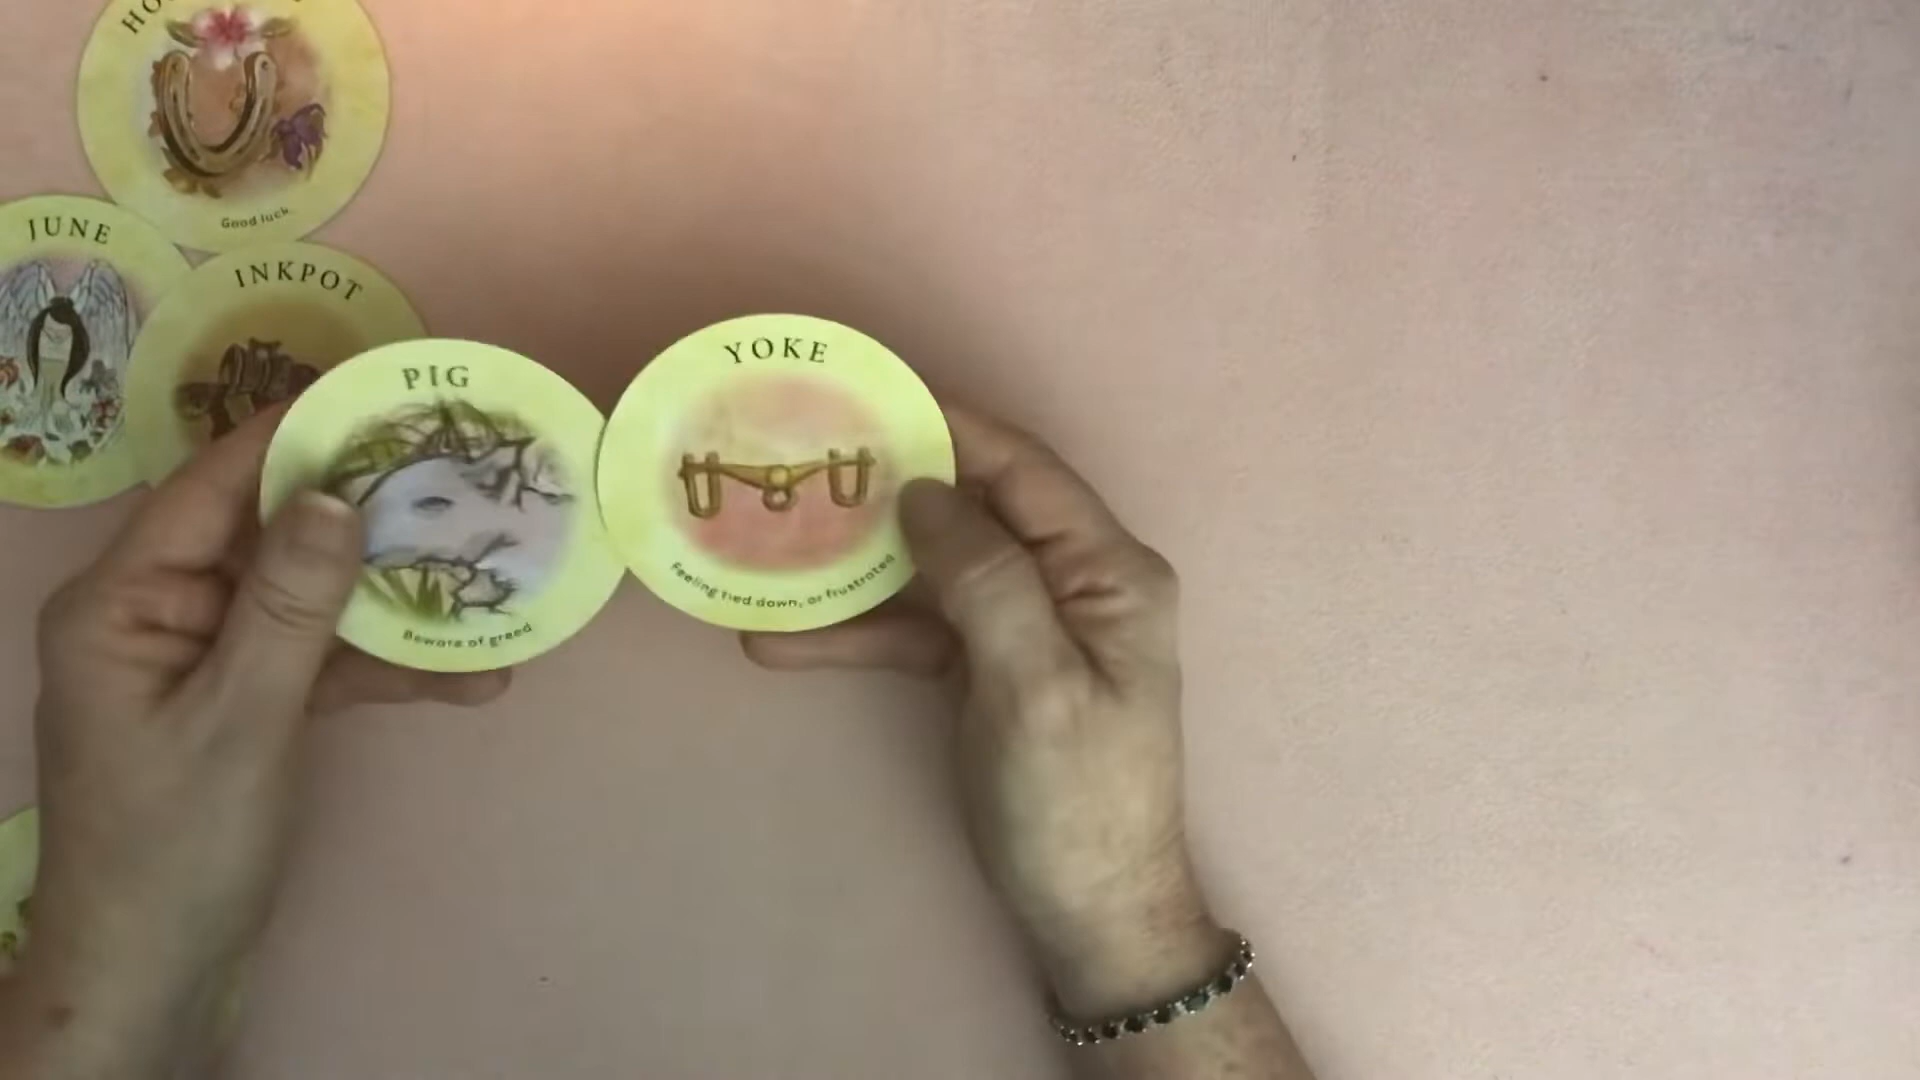 Good luck.
JUNE
INKPOT
PIG
Beware of greed
YOKE
Feeling tied down, or frustrated